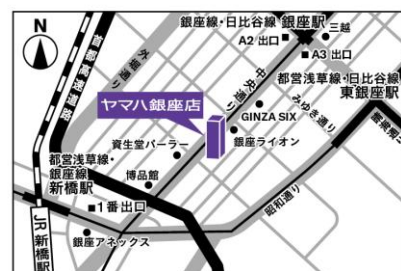 N
銀座線・日比谷線 銀座駅
A2 出口
三越
A3 出口
首都高速道路
外堀通り
中央通り
都営浅草線・日比谷線
東銀座駅
みゆき通り
ヤマハ銀座店
GINZA SIX
資生堂パーラー
銀座ライオン
都営浅草線・
銀座線
新橋駅
博品館
1番出口
昭和通り
銀座アネックス
JR新橋駅